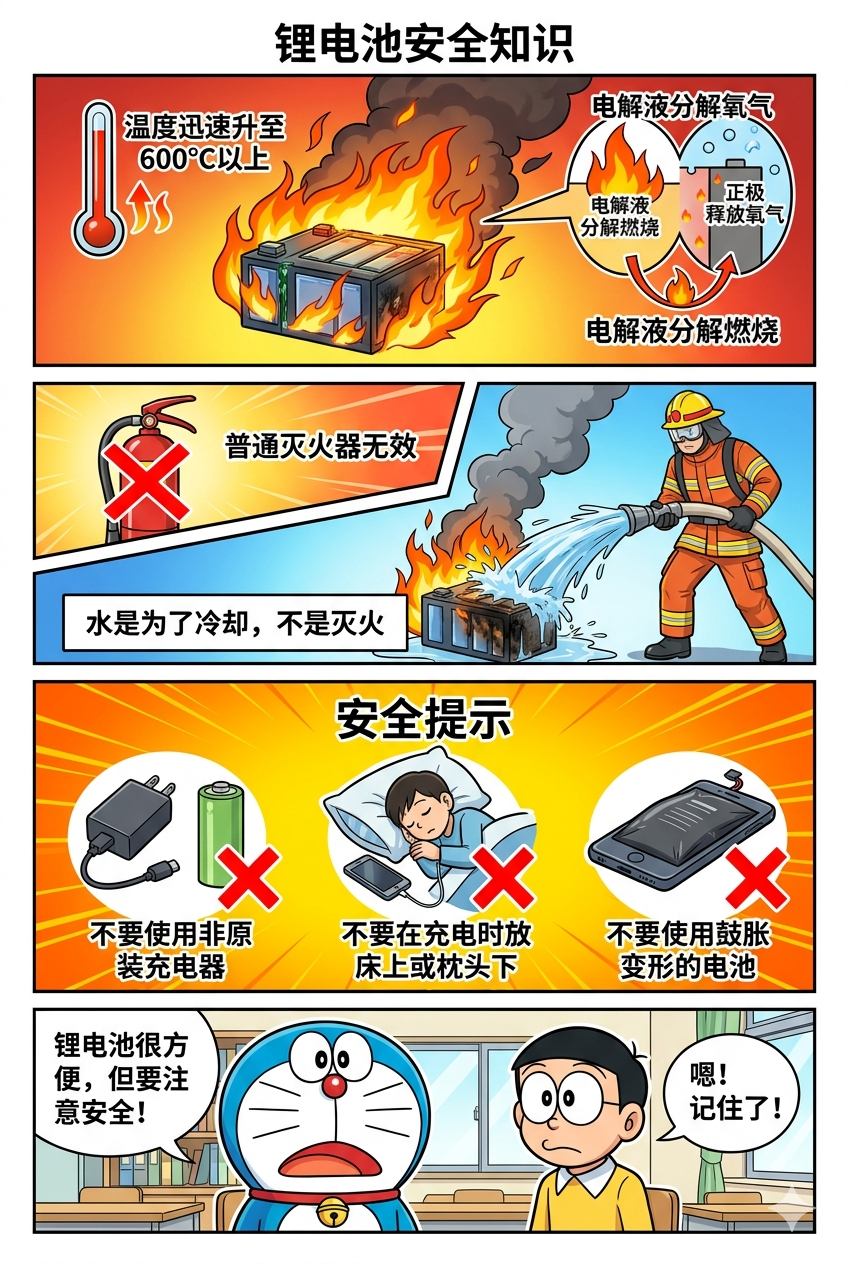 锂电池安全知识
温度迅速升至
600℃以上
电解液分解氧气
电解液
分解燃烧
正极
释放氧气
电解液分解燃烧
普通灭火器无效
水是为了冷却，不是灭火
安全提示
不要使用非原
装充电器
不要在充电时放
床上或枕头下
不要使用鼓胀
变形的电池
锂电池很方
便，但要注
意安全！
嗯！
记住了！